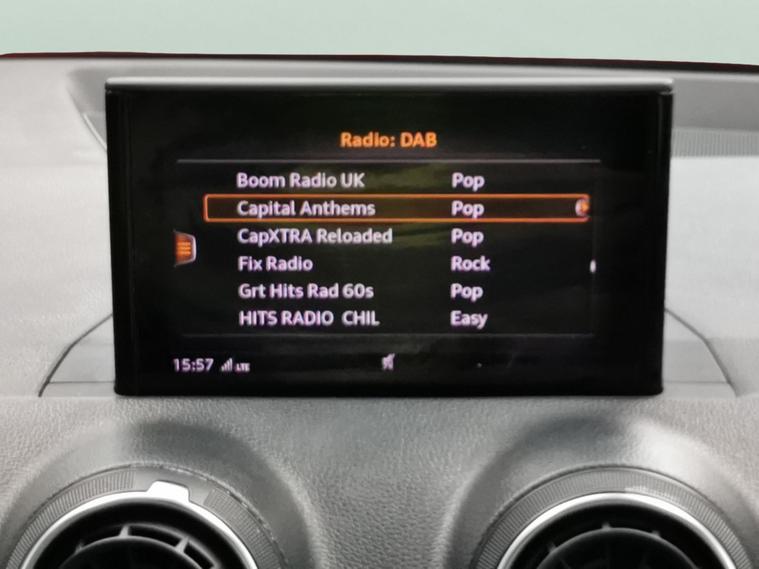 Radio: DAB
Boom Radio UK Pop
Capital Anthems Pop
CapXTRA Reloaded Pop
Fix Radio Rock
Grt Hits Rad 60s Pop
HITS RADIO CHIL Easy
15:57 LTE